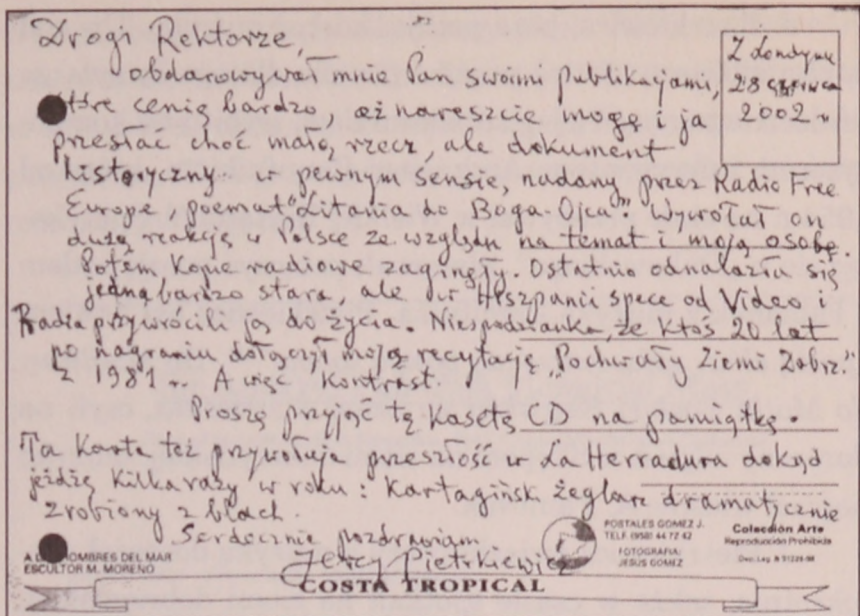 Drogi Rektorze,
obdarowywał mnie Pan swoimi publikacjami,
które cenię bardzo, aż nareszcie mogę i ja
przesłać choć małą rzecz, ale dokument
historyczny w pewnym sensie, nadany przez Radio Free
Europe, poemat "Litania do Boga-Ojca". Wywołał on
dużą reakcję w Polsce ze względu na temat i moją osobę.
Potem kopie radiowe zaginęły. Ostatnio odnalazła się
jedna bardzo stara, ale w Hiszpanii spece od Video i
Radia przywrócili ją do życia. Niespodzianka, że ktoś 20 lat
po nagraniu dołączył moją recytację "Pochwały Ziemi Dobrz."
z 1981 r. A więc kontrast.
Proszę przyjąć tę kasetę CD na pamiątkę.
Ta karta też przywołuje przeszłość w La Herradura dokąd
jeżdżę kilka razy w roku: Kartagiński żeglarz dramatycznie
zrobiony z blach.
Serdecznie pozdrawiam
Jerzy Pietrkiewicz
Z Londynu
28 czerwca
2002 r.
HOMBRES DEL MAR
ESCULTOR M. MORENO
POSTALES GOMEZ J.
TELF. (958) 64 72 42
FOTOGRAFIA:
JESUS GOMEZ
Colección Arte
Reproducción Prohibida
COSTA TROPICAL